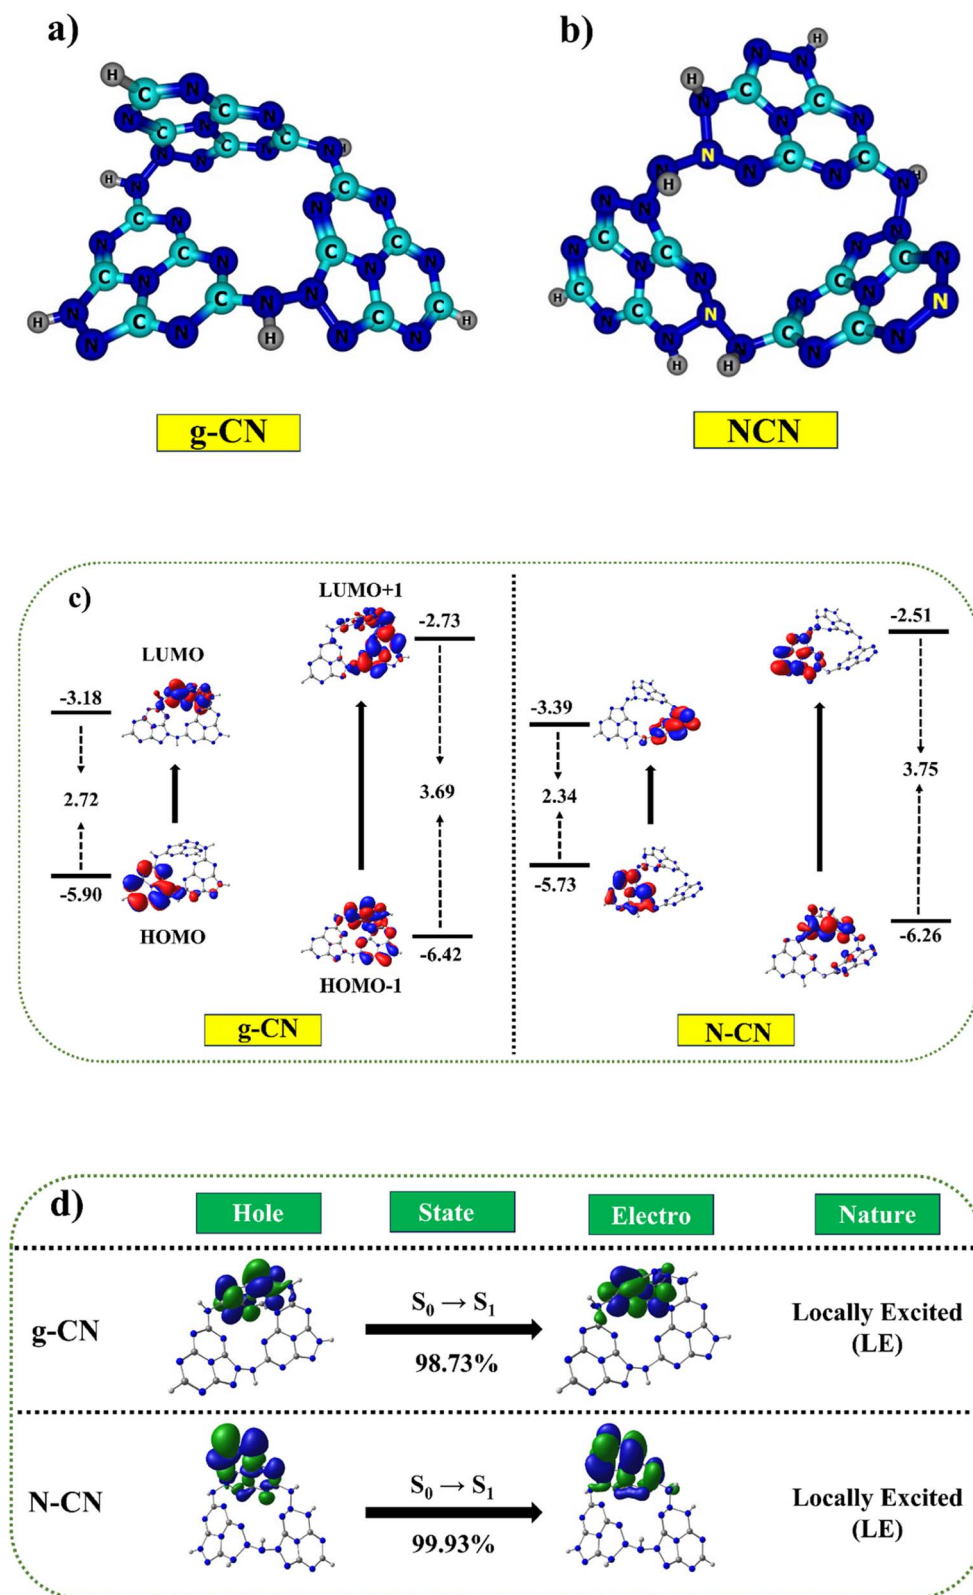 a)
b)
g-CN
NCN
c)
LUMO+1
-2.73
LUMO
-3.18
2.72
3.69
-5.90
HOMO
-6.42
HOMO-1
g-CN
-2.51
-3.39
3.75
2.34
-5.73
-6.26
N-CN
d)
Hole
State
Electro
Nature
g-CN
S₀ → S₁
98.73%
Locally Excited
(LE)
N-CN
S₀ → S₁
99.93%
Locally Excited
(LE)